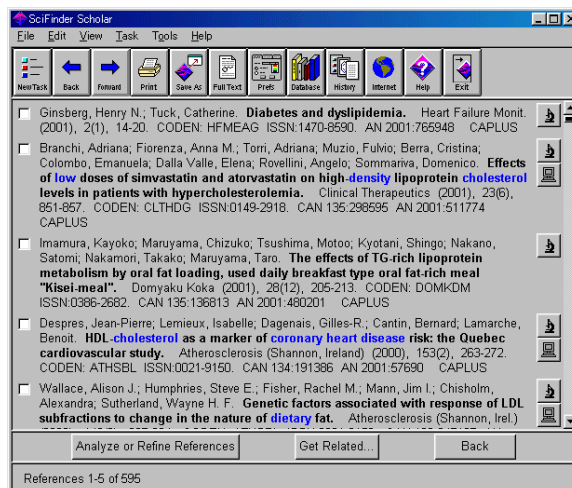 SciFinder Scholar
File Edit View Task Tools Help
New Task Back Forward Print Save As Full Text Prefs Database History Internet Help Exit
Ginsberg, Henry N.; Tuck, Catherine. Diabetes and dyslipidemia. Heart Failure Monit.
(2001), 2(1), 14-20. CODEN: HFMEAG ISSN:1470-8590. AN 2001:765948 CAPLUS
Branchi, Adriana; Fiorenza, Anna M.; Torri, Adriana; Muzio, Fulvio; Berra, Cristina;
Colombo, Emanuela; Dalla Valle, Elena; Rovellini, Angelo; Sommariva, Domenico. Effects
of low doses of simvastatin and atorvastatin on high-density lipoprotein cholesterol
levels in patients with hypercholesterolemia. Clinical Therapeutics (2001), 23(6),
851-857. CODEN: CLTHDG ISSN:0149-2918. CAN 135:298595 AN 2001:511774
CAPLUS
Imamura, Kayoko; Maruyama, Chizuko; Tsushima, Motoo; Kyotani, Shingo; Nakano,
Satomi; Nakamori, Takako; Maruyama, Taro. The effects of TG-rich lipoprotein
metabolism by oral fat loading, used daily breakfast type oral fat-rich meal
"Kisei-meal". Domyaku Koka (2001), 28(12), 205-213. CODEN: DOMKDM
ISSN:0386-2682. CAN 135:136813 AN 2001:480201 CAPLUS
Despres, Jean-Pierre; Lemieux, Isabelle; Dagenais, Gilles-R.; Cantin, Bernard; Lamarche,
Benoit. HDL-cholesterol as a marker of coronary heart disease risk: the Quebec
cardiovascular study. Atherosclerosis (Shannon, Ireland) (2000), 153(2), 263-272.
CODEN: ATHSBL ISSN:0021-9150. CAN 134:191386 AN 2001:57690 CAPLUS
Wallace, Alison J.; Humphries, Steve E.; Fisher, Rachel M.; Mann, Jim I.; Chisholm,
Alexandra; Sutherland, Wayne H. F. Genetic factors associated with response of LDL
subfractions to change in the nature of dietary fat. Atherosclerosis (Shannon, Irel.)
Analyze or Refine References Get Related... Back
References 1-5 of 595